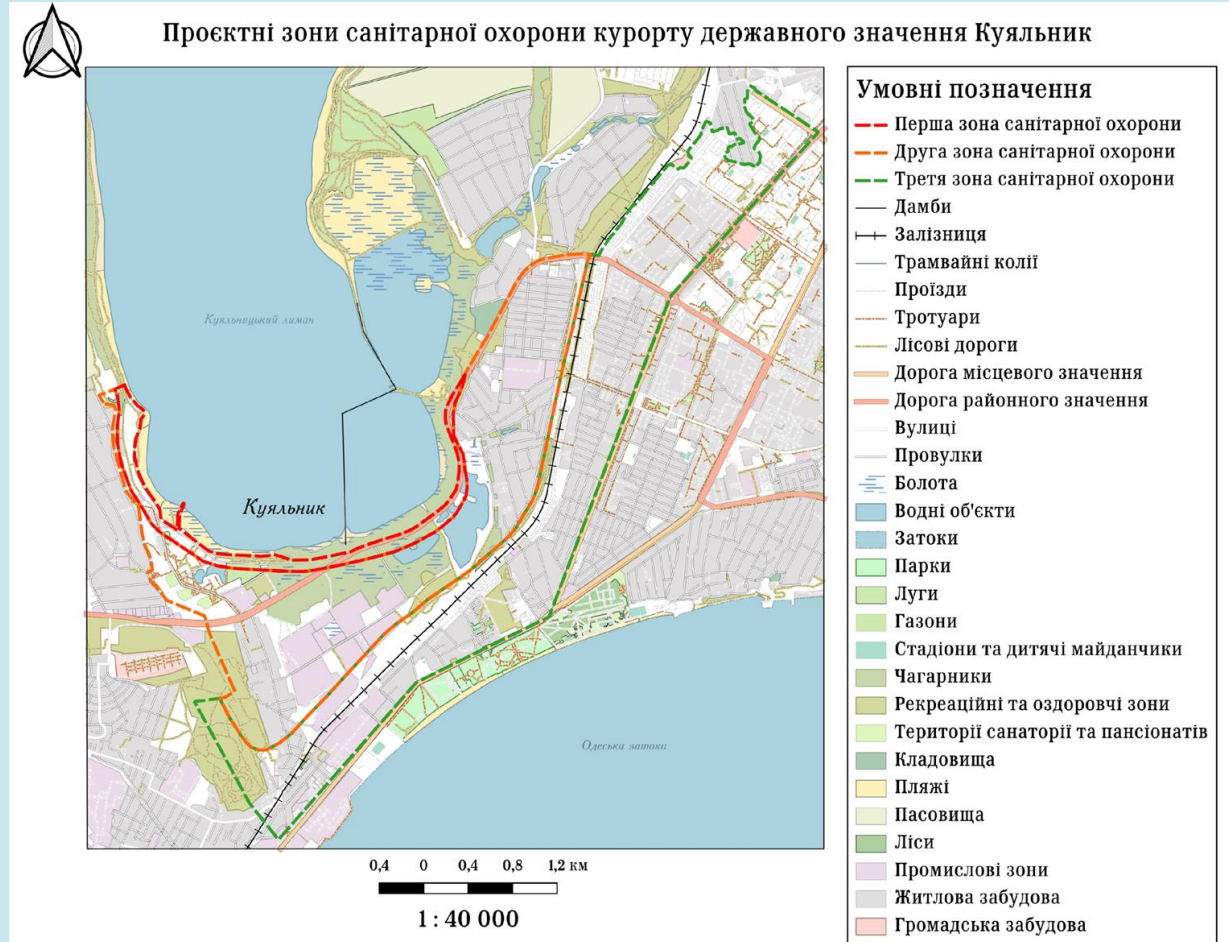 Проєктні зони санітарної охорони курорту державного значення Куяльник
Куяльницький лиман
Куяльник
Одеська затока
0,4 0 0,4 0,8 1,2 км
1 : 40 000
Умовні позначення
Перша зона санітарної охорони
Друга зона санітарної охорони
Третя зона санітарної охорони
Дамби
Залізниця
Трамвайні колії
Проїзди
Тротуари
Лісові дороги
Дорога місцевого значення
Дорога районного значення
Вулиці
Провулки
Болота
Водні об'єкти
Затоки
Парки
Луги
Газони
Стадіони та дитячі майданчики
Чагарники
Рекреаційні та оздоровчі зони
Території санаторії та пансіонатів
Кладовища
Пляжі
Пасовища
Ліси
Промислові зони
Житлова забудова
Громадська забудова